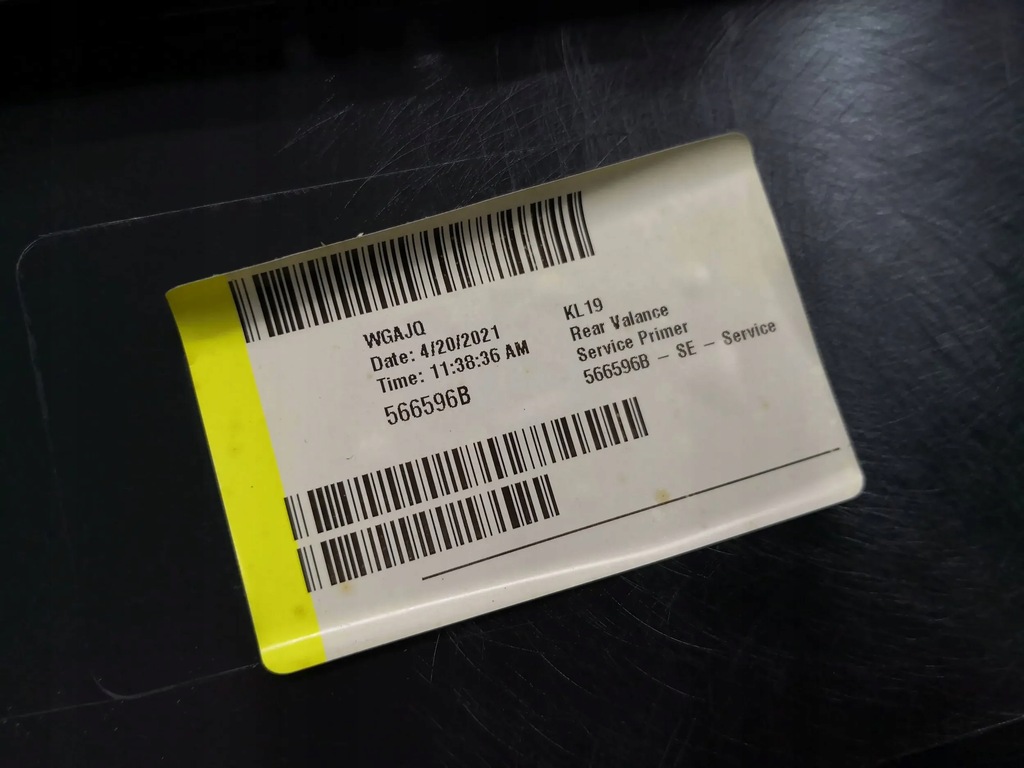 WGAJQ
Date: 4/20/2021
Time: 11:38:36 AM
566596B
KL19
Rear Valance
Service Primer
566596B – SE – Service